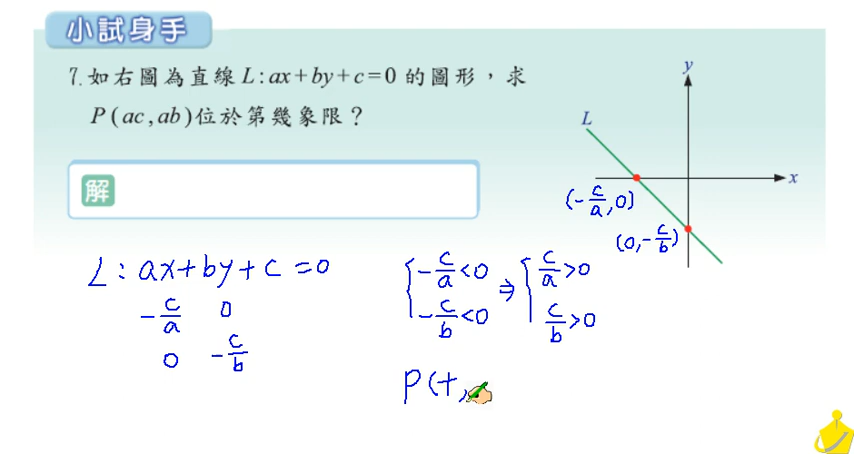 小試身手
7. 如右圖為直線 L：ax+by+c=0 的圖形，求
P(ac,ab)位於第幾象限？
解
y
L
x
(-c/a,0)
(0,-c/b)
L：ax+by+c=0
-c/a 0
0 -c/b
{-c/a<0 ⇒ {c/a>0
-c/b<0 c/b>0
P(+,